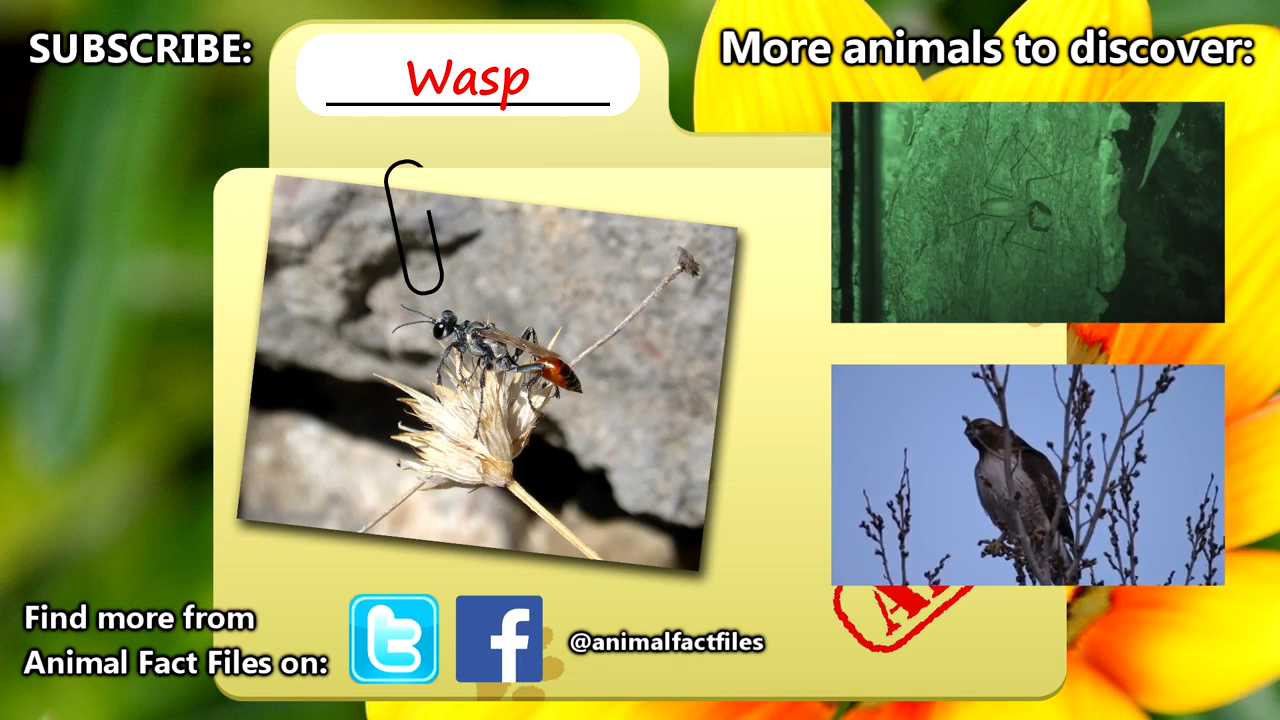 SUBSCRIBE:
Wasp
More animals to discover:
Find more from
Animal Fact Files on:
@animalfactfiles